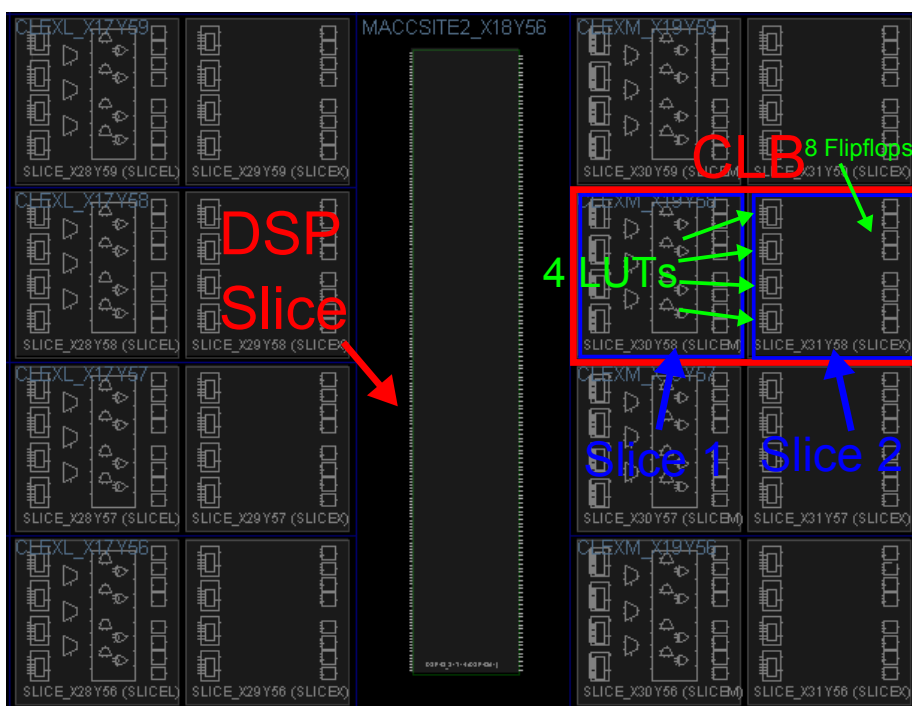 CLEXL_X17Y59
MACCSITE2_X18Y56
CLEXM_X19Y59
CLB
8 Flipflops
SLICE_X28Y59 (SLICEL)
SLICE_X29Y59 (SLICEX)
SLICE_X30Y59 (SLICEM)
SLICE_X31Y59 (SLICEX)
CLEXL_X17Y58
CLEXM_X19Y58
DSP
Slice
4 LUTs
SLICE_X28Y58 (SLICEL)
SLICE_X29Y58 (SLICEX)
SLICE_X30Y58 (SLICEM)
SLICE_X31Y58 (SLICEX)
CLEXL_X17Y57
CLEXM_X19Y57
Slice 1
Slice 2
SLICE_X28Y57 (SLICEL)
SLICE_X29Y57 (SLICEX)
SLICE_X30Y57 (SLICEM)
SLICE_X31Y57 (SLICEX)
CLEXL_X17Y56
CLEXM_X19Y56
SLICE_X28Y56 (SLICEL)
SLICE_X29Y56 (SLICEX)
SLICE_X30Y56 (SLICEM)
SLICE_X31Y56 (SLICEX)